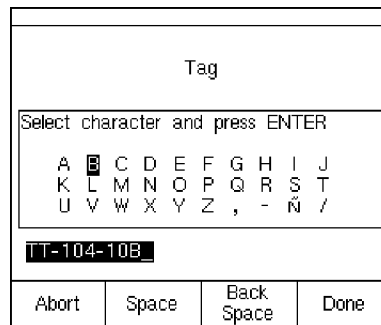 Tag
Select character and press ENTER
A B C D E F G H I J
K L M N O P Q R S T
U V W X Y Z , - Ñ /
TT-104-10B_
Abort Space Back Space Done